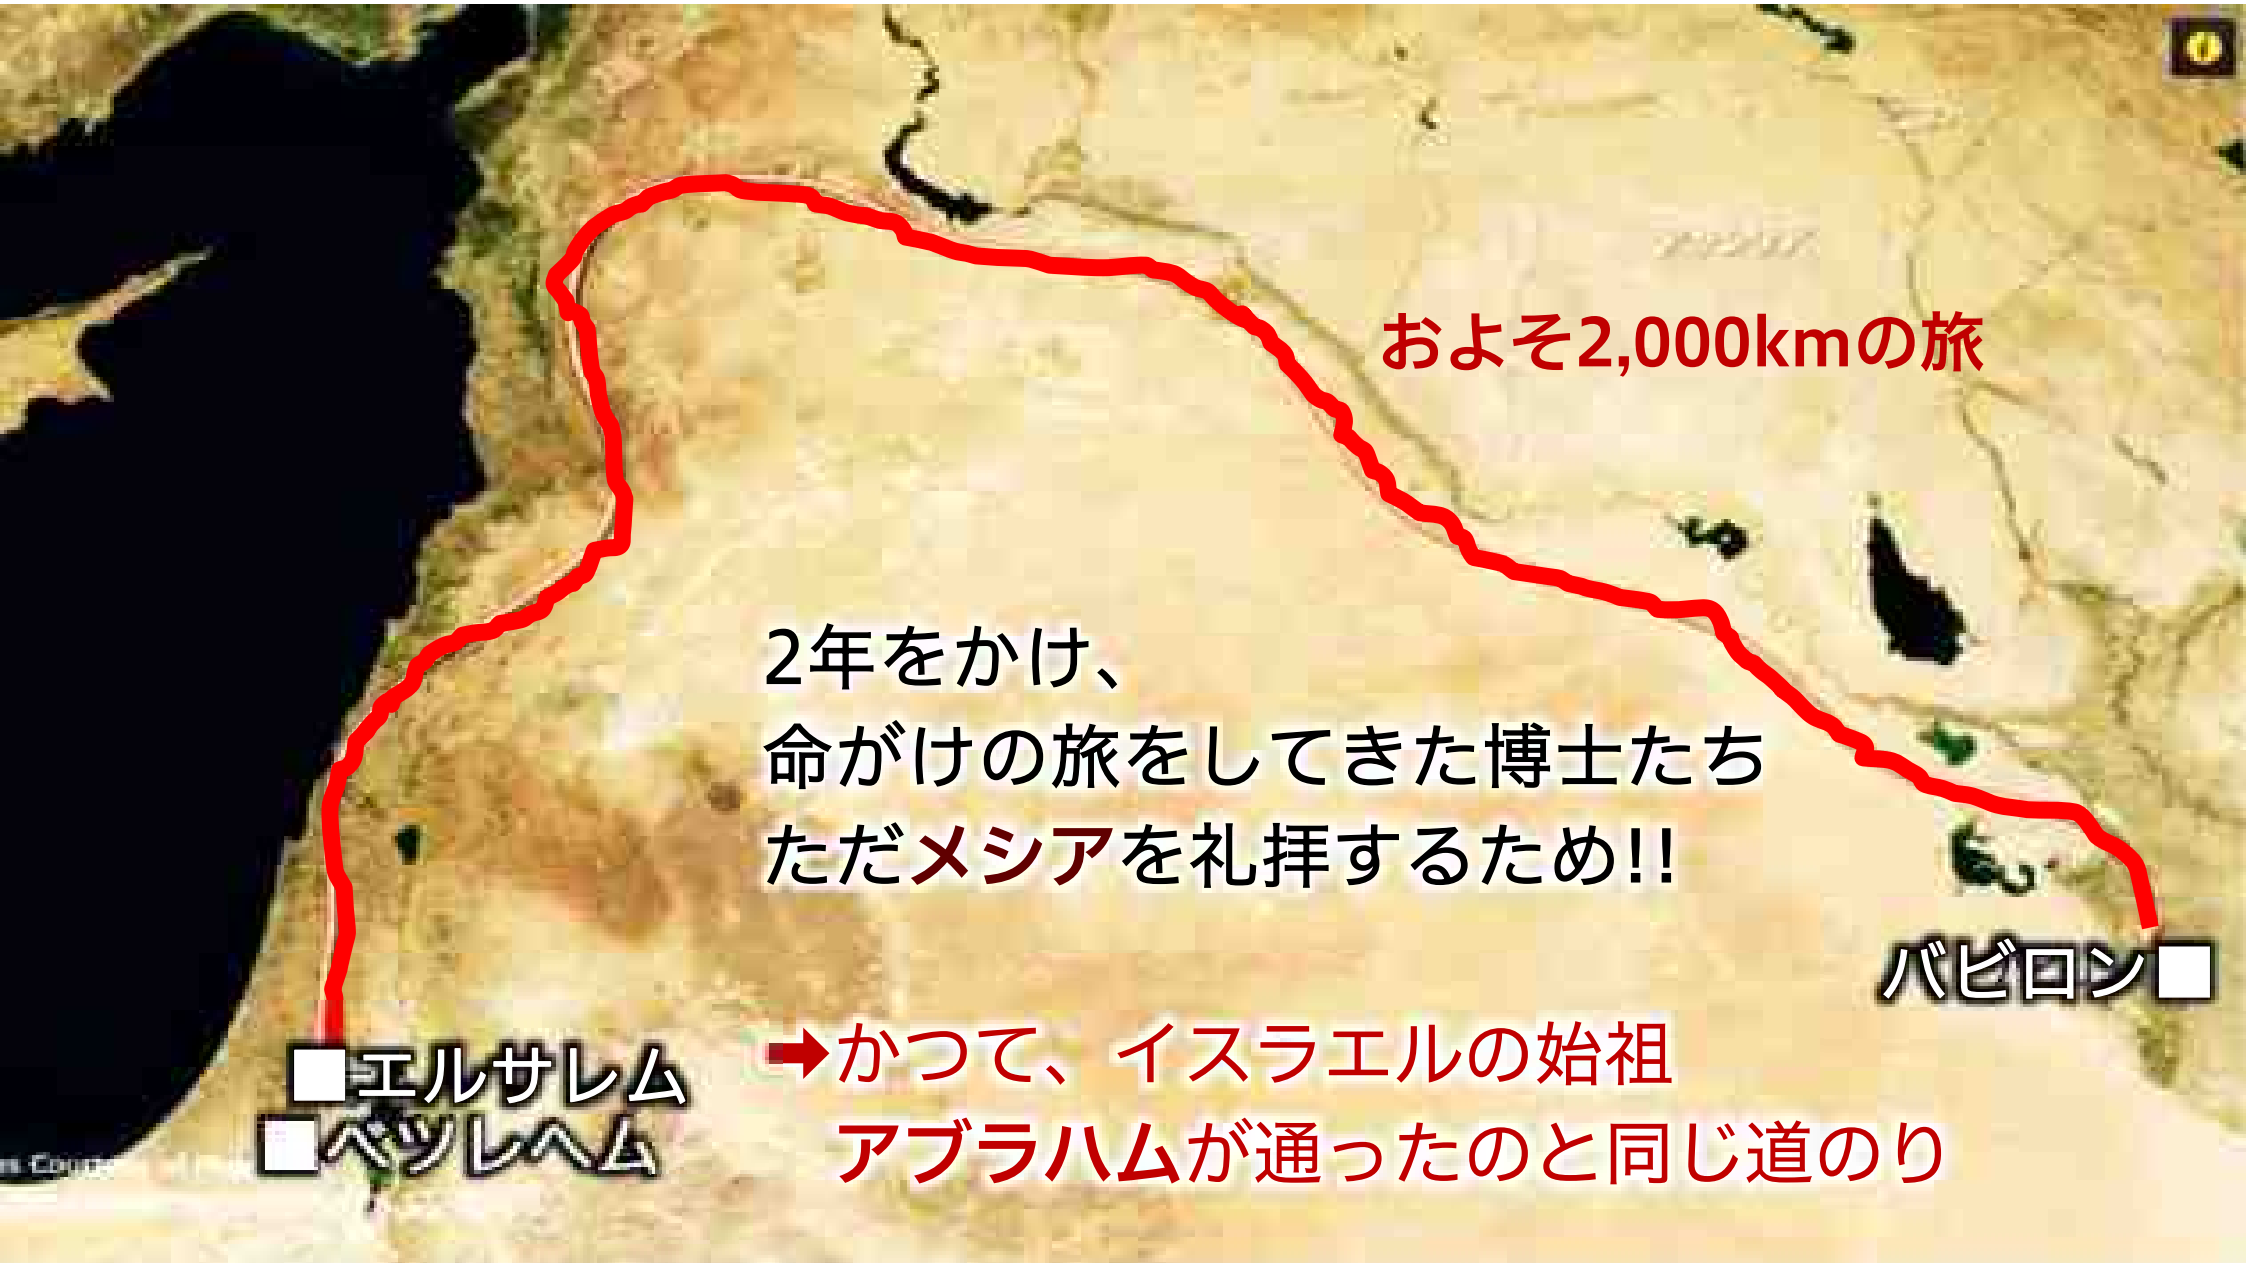 およそ2,000kmの旅
2年をかけ、
命がけの旅をしてきた博士たち
ただメシアを礼拝するため!!
バビロン■
➡かつて、イスラエルの始祖
アブラハムが通ったのと同じ道のり
■エルサレム
■ベツレヘム